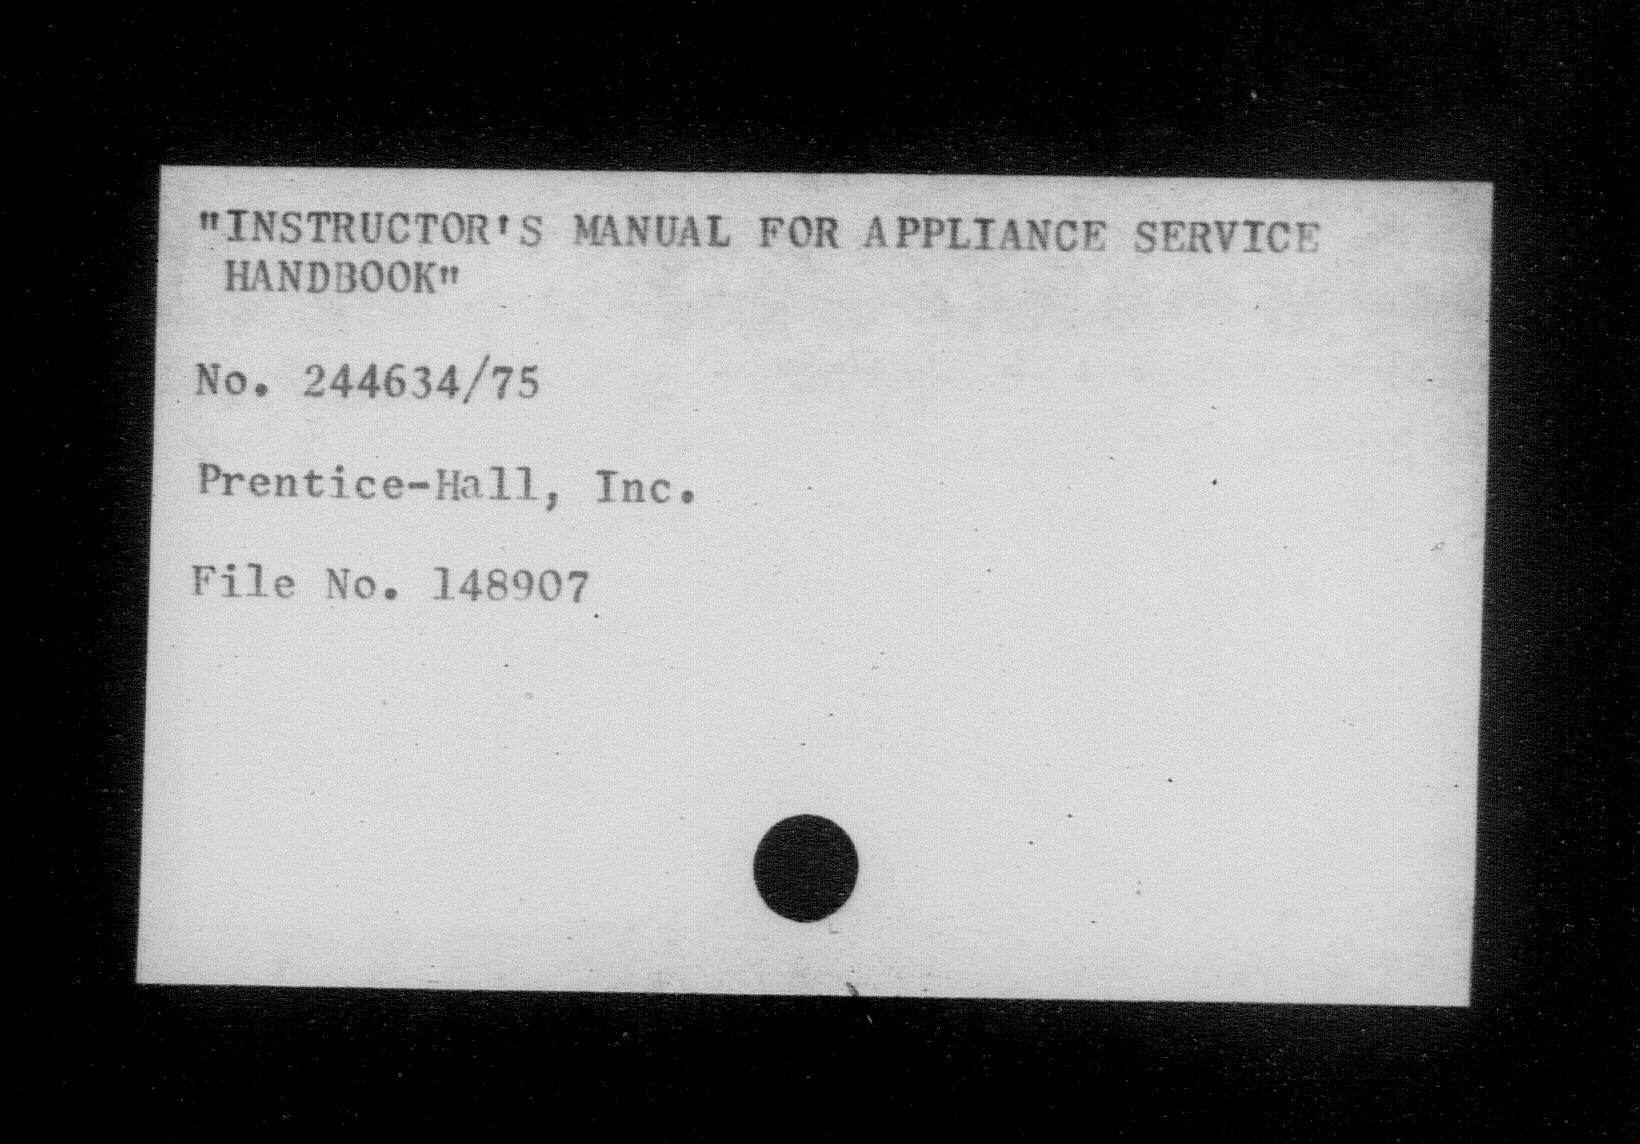 "INSTRUCTOR'S MANUAL FOR APPLIANCE SERVICE
HANDBOOK"
No. 244634/75
Prentice-Hall, Inc.
File No. 148907